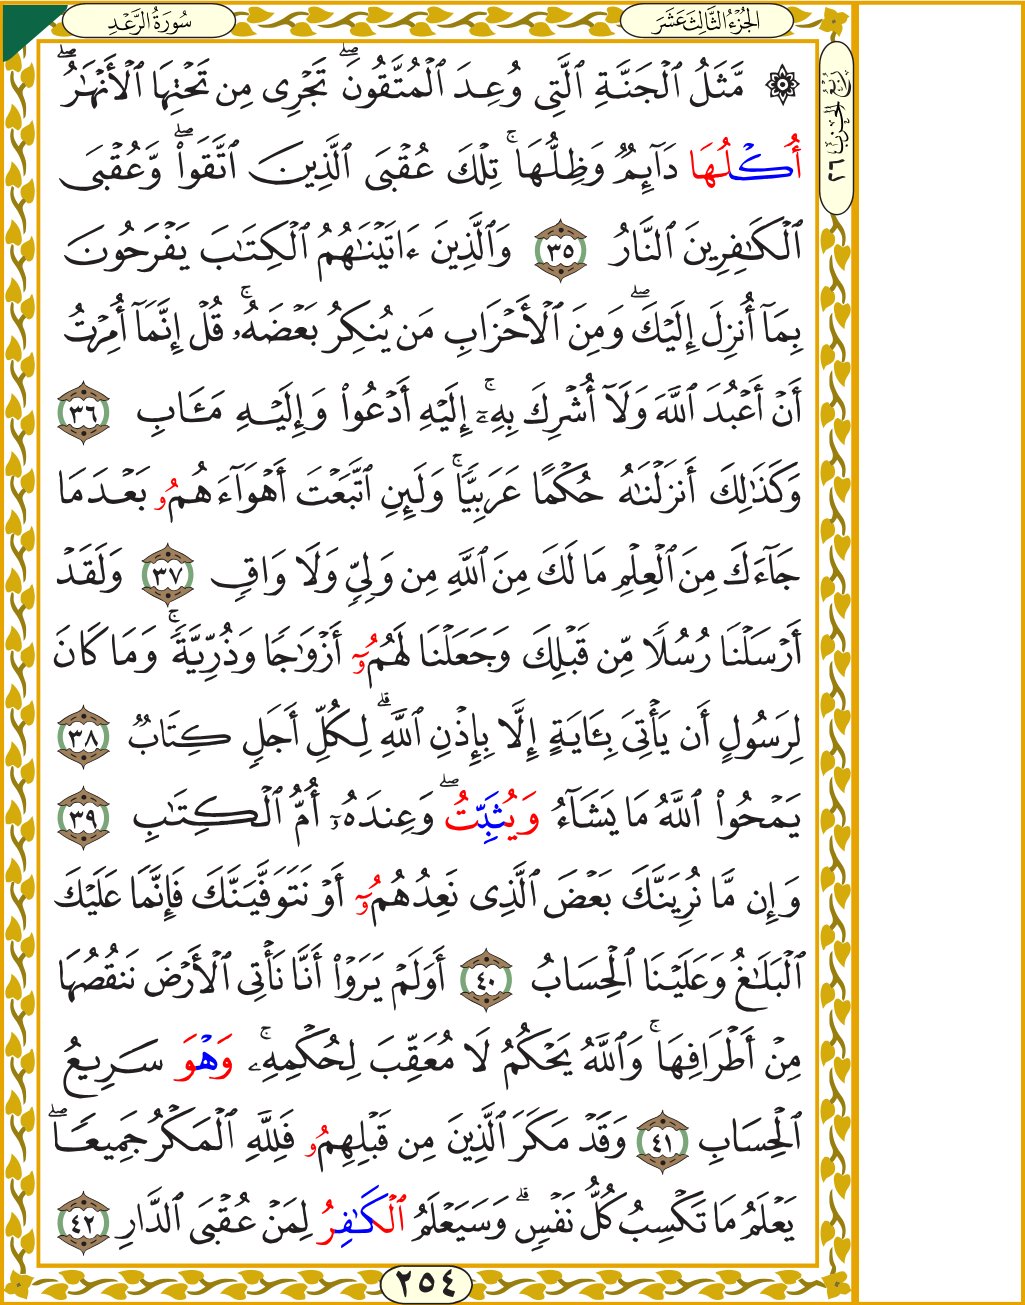 سُورَةُ الرَّعْدِ
الجُزْءُ الثَّالِثَ عَشَرَ
رُبْعُ الحِزْبِ ٢٦
۞ مَّثَلُ ٱلْجَنَّةِ ٱلَّتِى وُعِدَ ٱلْمُتَّقُونَۖ تَجْرِى مِن تَحْتِهَا ٱلْأَنْهَٰرُۖ
أُكْلُهَا دَآئِمٌ وَظِلُّهَاۚ تِلْكَ عُقْبَى ٱلَّذِينَ ٱتَّقَوا۟ۖ وَّعُقْبَى
ٱلْكَٰفِرِينَ ٱلنَّارُ ٣٥ وَٱلَّذِينَ ءَاتَيْنَٰهُمُ ٱلْكِتَٰبَ يَفْرَحُونَ
بِمَآ أُنزِلَ إِلَيْكَۖ وَمِنَ ٱلْأَحْزَابِ مَن يُنكِرُ بَعْضَهُۥۚ قُلْ إِنَّمَآ أُمِرْتُ
أَنْ أَعْبُدَ ٱللَّهَ وَلَآ أُشْرِكَ بِهِۦٓۚ إِلَيْهِ أَدْعُوا۟ وَإِلَيْهِ مَـَٔابِ ٣٦
وَكَذَٰلِكَ أَنزَلْنَٰهُ حُكْمًا عَرَبِيًّاۚ وَلَئِنِ ٱتَّبَعْتَ أَهْوَآءَهُمُۥ بَعْدَمَا
جَآءَكَ مِنَ ٱلْعِلْمِ مَا لَكَ مِنَ ٱللَّهِ مِن وَلِىٍّ وَلَا وَاقٍ ٣٧ وَلَقَدْ
أَرْسَلْنَا رُسُلًا مِّن قَبْلِكَ وَجَعَلْنَا لَهُمُۥٓ أَزْوَٰجًا وَذُرِّيَّةًۚ وَمَا كَانَ
لِرَسُولٍ أَن يَأْتِىَ بِـَٔايَةٍ إِلَّا بِإِذْنِ ٱللَّهِۗ لِكُلِّ أَجَلٍ كِتَابٌ ٣٨
يَمْحُوا۟ ٱللَّهُ مَا يَشَآءُ وَيُثَبِّتُۖ وَعِندَهُۥٓ أُمُّ ٱلْكِتَٰبِ ٣٩
وَإِن مَّا نُرِيَنَّكَ بَعْضَ ٱلَّذِى نَعِدُهُمُۥٓ أَوْ نَتَوَفَّيَنَّكَ فَإِنَّمَا عَلَيْكَ
ٱلْبَلَٰغُ وَعَلَيْنَا ٱلْحِسَابُ ٤٠ أَوَلَمْ يَرَوْا۟ أَنَّا نَأْتِى ٱلْأَرْضَ نَنقُصُهَا
مِنْ أَطْرَافِهَاۚ وَٱللَّهُ يَحْكُمُ لَا مُعَقِّبَ لِحُكْمِهِۦۚ وَهْوَ سَرِيعُ
ٱلْحِسَابِ ٤١ وَقَدْ مَكَرَ ٱلَّذِينَ مِن قَبْلِهِمُۥ فَلِلَّهِ ٱلْمَكْرُ جَمِيعًاۖ
يَعْلَمُ مَا تَكْسِبُ كُلُّ نَفْسٍۗ وَسَيَعْلَمُ ٱلْكَٰفِرُ لِمَنْ عُقْبَى ٱلدَّارِ ٤٢
٢٥٤